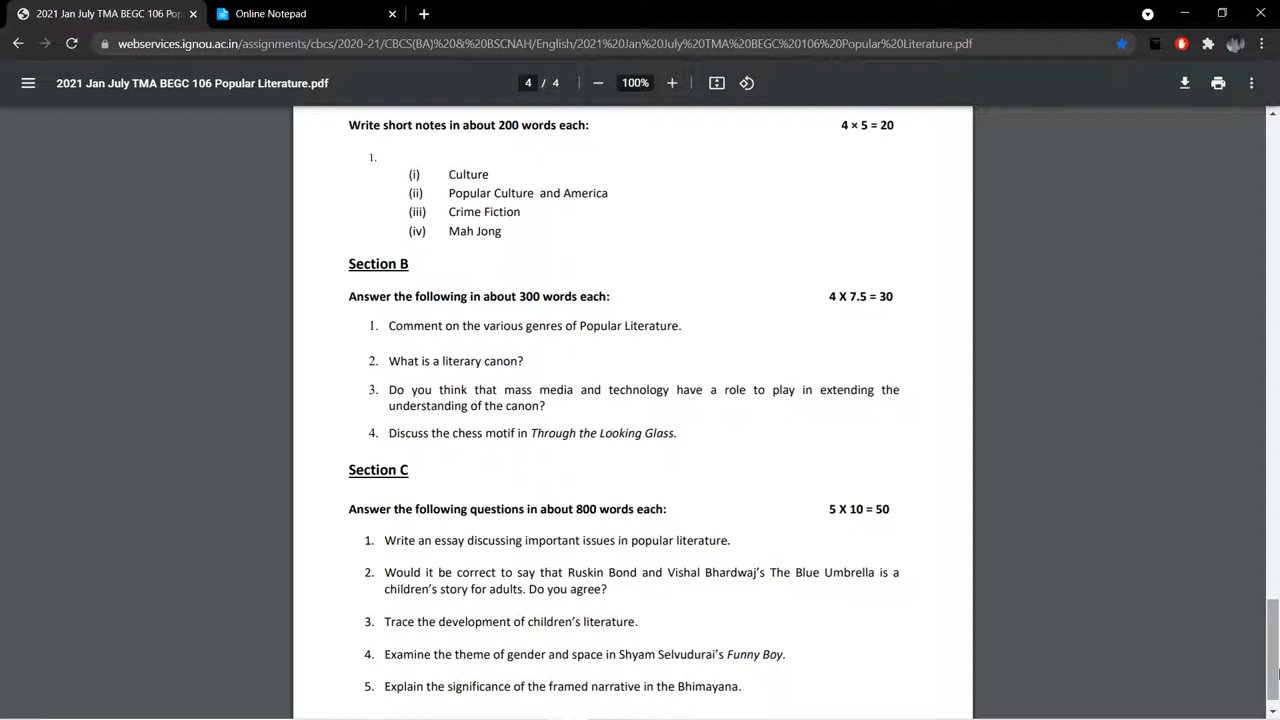 2021 Jan July TMA BEGC 106 Pop
Online Notepad
webservices.ignou.ac.in/assignments/cbcs/2020-21/CBCS(BA)%20&%20BSCNAH/English/2021%20Jan%20July%20TMA%20BEGC%20106%20Popular%20Literature.pdf
2021 Jan July TMA BEGC 106 Popular Literature.pdf
4 / 4
100%
Write short notes in about 200 words each: 4 × 5 = 20
1.
(i) Culture
(ii) Popular Culture and America
(iii) Crime Fiction
(iv) Mah Jong
Section B
Answer the following in about 300 words each: 4 X 7.5 = 30
1. Comment on the various genres of Popular Literature.
2. What is a literary canon?
3. Do you think that mass media and technology have a role to play in extending the
understanding of the canon?
4. Discuss the chess motif in Through the Looking Glass.
Section C
Answer the following questions in about 800 words each: 5 X 10 = 50
1. Write an essay discussing important issues in popular literature.
2. Would it be correct to say that Ruskin Bond and Vishal Bhardwaj's The Blue Umbrella is a
children's story for adults. Do you agree?
3. Trace the development of children's literature.
4. Examine the theme of gender and space in Shyam Selvudurai's Funny Boy.
5. Explain the significance of the framed narrative in the Bhimayana.